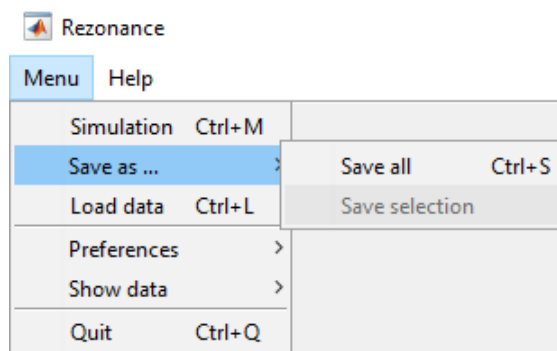 Rezonance
Menu Help
Simulation Ctrl+M
Save as ... Save all Ctrl+S
Load data Ctrl+L Save selection
Preferences
Show data
Quit Ctrl+Q